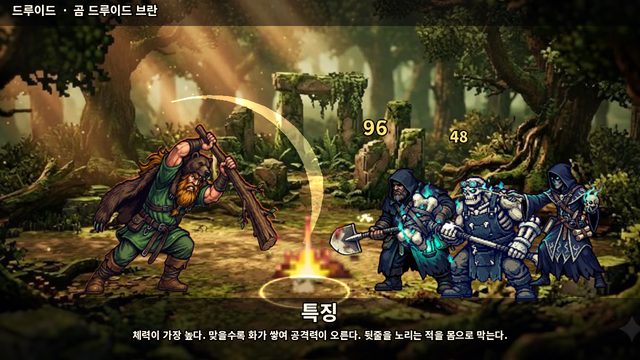 드루이드 · 곰 드루이드 브란
96
48
특징
체력이 가장 높다. 맞을수록 화가 쌓여 공격력이 오른다. 뒷줄을 노리는 적을 몸으로 막는다.